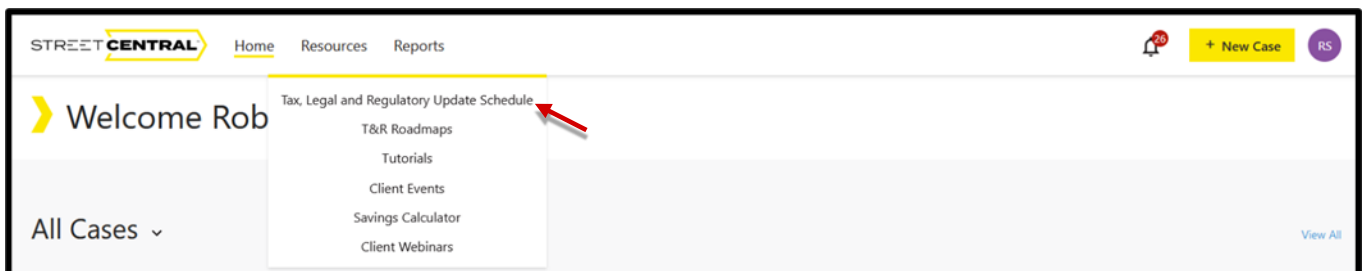 STREETCENTRAL Home Resources Reports 26 + New Case RS
Welcome Rob
Tax, Legal and Regulatory Update Schedule
T&R Roadmaps
Tutorials
Client Events
Savings Calculator
Client Webinars
All Cases
View All